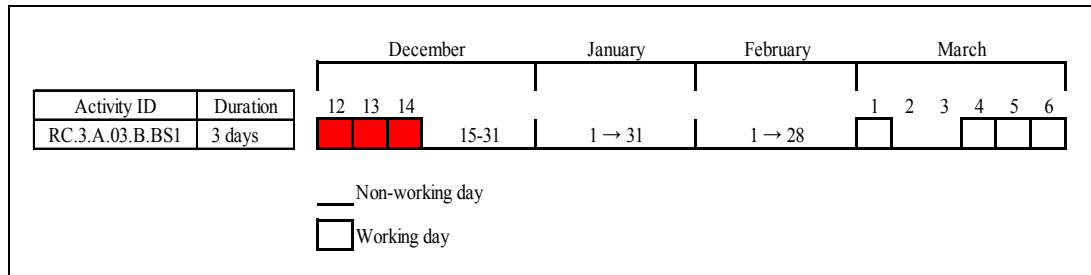 December January February March
Activity ID Duration 12 13 14 1 2 3 4 5 6
RC.3.A.03.B.BS1 3 days 15-31 1 → 31 1 → 28
Non-working day
Working day